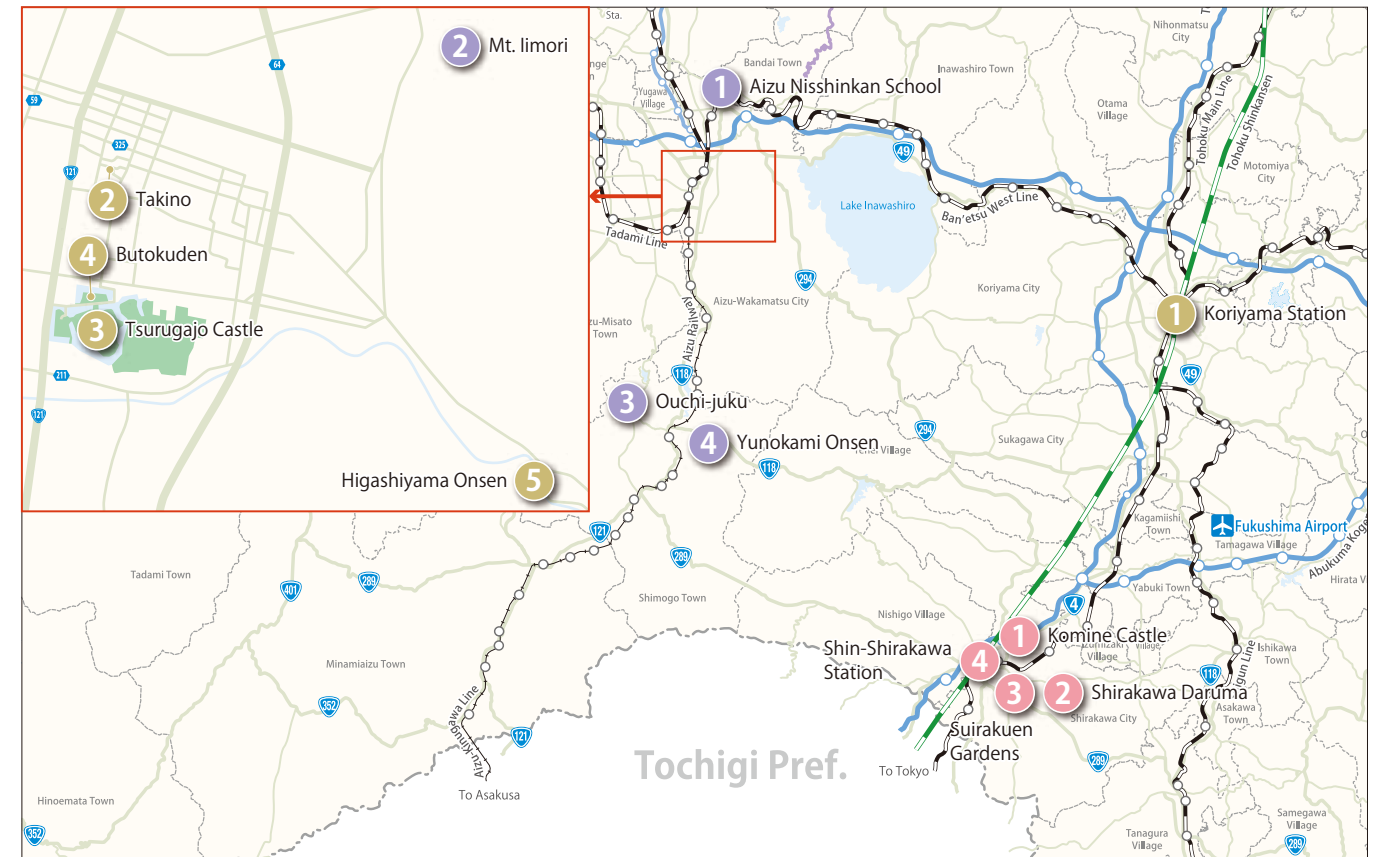 2
Mt. Iimori
64
59
325
121
2
Takino
4
Butokuden
3
Tsurugajo Castle
211
121
Higashiyama Onsen
5
Sta.
Bandai Town
Yugawa
Village
1
Aizu Nisshinkan School
Inawashiro Town
Nihonmatsu
City
Otama
Village
Tohoku Main Line
Tohoku Shinkansen
Motomiya
City
49
Lake Inawashiro
Ban'etsu West Line
Tadami Line
294
Aizu-Wakamatsu City
Koriyama City
1
Koriyama Station
Town
Aizu Railway
118
49
3
Ouchi-juku
4
Yunokami Onsen
294
Sukagawa City
Village
118
Kagamiishi
Town
Fukushima Airport
Tamagawa Village
121
289
Tadami Town
401
289
Shimogo Town
Nishigo Village
Yabuki Town
4
1
Komine Castle
Village
Village
Shin-Shirakawa
Station
4
3
2
Shirakawa Daruma
Shirakawa City
Suirakuen
Gardens
118
Ishikawa
Town
Asakawa
Town
Minamiaizu Town
352
Aizu-Kinugawa Line
121
To Asakusa
Tochigi Pref.
To Tokyo
289
Hinoemata Town
352
Tanagura
Village
Samegawa
Village
289